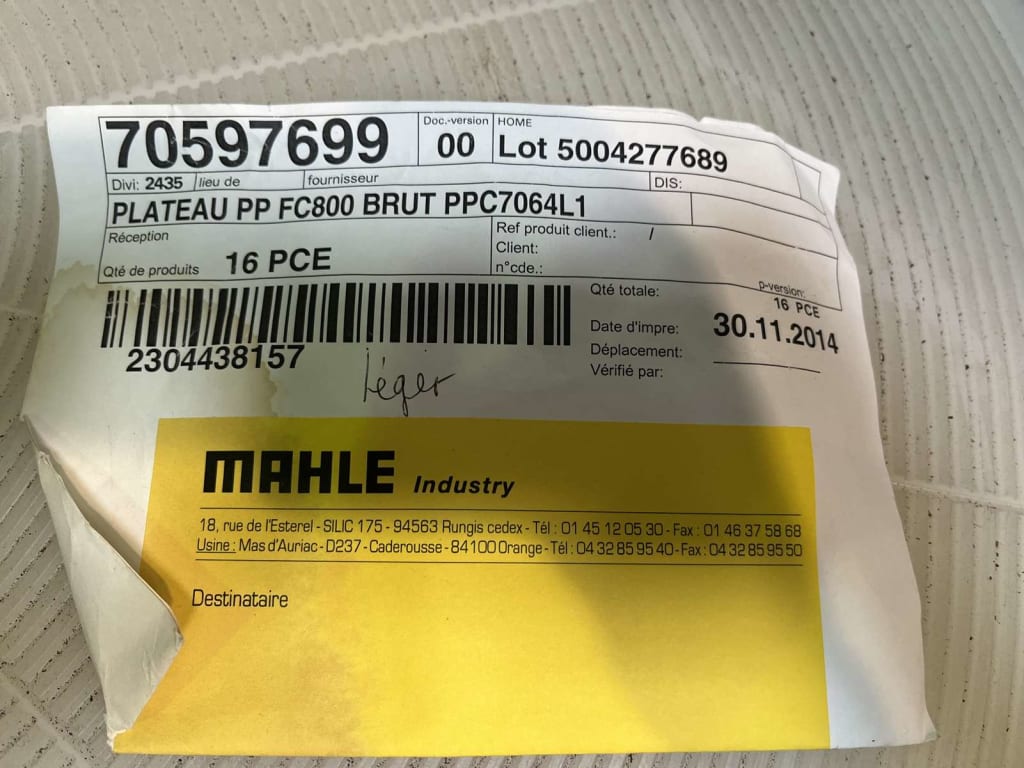 70597699
Doc.-version
00
HOME
Lot 5004277689
Divi: 2435
lieu de
fournisseur
DIS:
PLATEAU PP FC800 BRUT PPC7064L1
Réception
Qté de produits 16 PCE
Ref produit client.: /
Client:
n°cde.:
2304438157
léger
Qté totale:
p-version:
16 PCE
Date d'impre: 30.11.2014
Déplacement:
Vérifié par:
MAHLE Industry
18, rue de l'Esterel - SILIC 175 - 94563 Rungis cedex - Tél : 01 45 12 05 30 - Fax : 01 46 37 58 68
Usine : Mas d'Auriac - D237 - Caderousse - 84100 Orange - Tél : 04 32 85 95 40 - Fax : 04 32 85 95 50
Destinataire